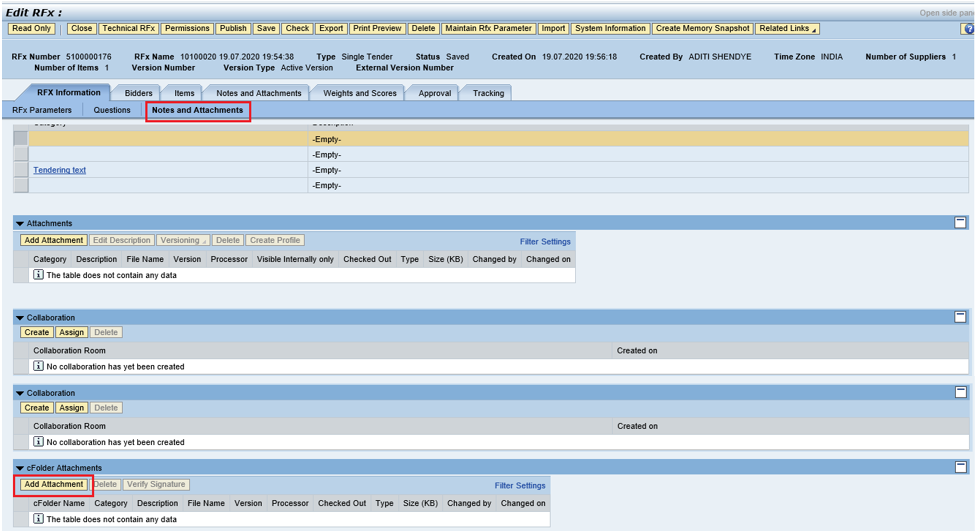 Edit RFx :
Open side pan
Read Only Close Technical RFx Permissions Publish Save Check Export Print Preview Delete Maintain Rfx Parameter Import System Information Create Memory Snapshot Related Links
RFx Number 5100000176 RFx Name 10100020 19.07.2020 19:54:38 Type Single Tender Status Saved Created On 19.07.2020 19:56:18 Created By ADITI SHENDYE Time Zone INDIA Number of Suppliers 1
Number of Items 1 Version Number Version Type Active Version External Version Number
RFX Information Bidders Items Notes and Attachments Weights and Scores Approval Tracking
RFx Parameters Questions Notes and Attachments
-Empty-
-Empty-
Tendering text -Empty-
-Empty-
Attachments
Add Attachment Edit Description Versioning Delete Create Profile Filter Settings
Category Description File Name Version Processor Visible Internally only Checked Out Type Size (KB) Changed by Changed on
The table does not contain any data
Collaboration
Create Assign Delete
Collaboration Room Created on
No collaboration has yet been created
Collaboration
Create Assign Delete
Collaboration Room Created on
No collaboration has yet been created
cFolder Attachments
Add Attachment Delete Verify Signature Filter Settings
cFolder Name Category Description File Name Version Processor Checked Out Type Size (KB) Changed by Changed on
The table does not contain any data